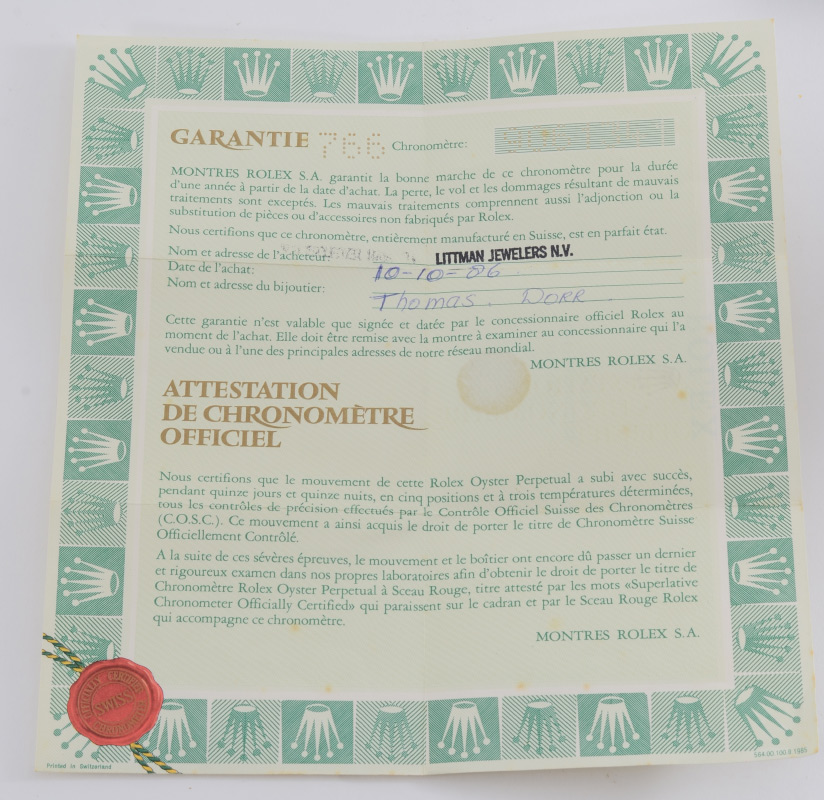 GARANTIE 766 Chronomètre:
MONTRES ROLEX S.A. garantit la bonne marche de ce chronomètre pour la durée
d'une année à partir de la date d'achat. La perte, le vol et les dommages résultant de mauvais
traitements sont exceptés. Les mauvais traitements comprennent aussi l'adjonction ou la
substitution de pièces ou d'accessoires non fabriqués par Rolex.
Nous certifions que ce chronomètre, entièrement manufacturé en Suisse, est en parfait état.
Nom et adresse de l'acheteur: LITTMAN JEWELERS N.V.
Date de l'achat: 10-10-86
Nom et adresse du bijoutier: Thomas. DORR.
Cette garantie n'est valable que signée et datée par le concessionnaire officiel Rolex au
moment de l'achat. Elle doit être remise avec la montre à examiner au concessionnaire qui l'a
vendue ou à l'une des principales adresses de notre réseau mondial.
MONTRES ROLEX S.A.
ATTESTATION
DE CHRONOMÈTRE
OFFICIEL
Nous certifions que le mouvement de cette Rolex Oyster Perpetual a subi avec succès,
pendant quinze jours et quinze nuits, en cinq positions et à trois températures déterminées,
tous les contrôles de précision effectués par le Contrôle Officiel Suisse des Chronomètres
(C.O.S.C.). Ce mouvement a ainsi acquis le droit de porter le titre de Chronomètre Suisse
Officiellement Contrôlé.
A la suite de ces sévères épreuves, le mouvement et le boîtier ont encore dû passer un dernier
et rigoureux examen dans nos propres laboratoires afin d'obtenir le droit de porter le titre de
Chronomètre Rolex Oyster Perpetual à Sceau Rouge, titre attesté par les mots «Superlative
Chronometer Officially Certified» qui paraissent sur le cadran et par le Sceau Rouge Rolex
qui accompagne ce chronomètre.
MONTRES ROLEX S.A.
OFFICIALLY CERTIFIED
SWISS
CHRONOMETER
Printed in Switzerland
564.00.100.8 1985